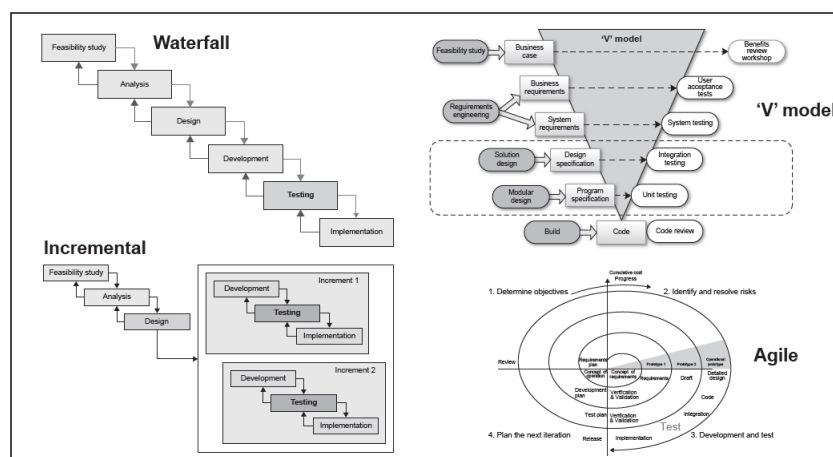 Waterfall
Feasibility study
Analysis
Design
Development
Testing
Implementation
Incremental
Feasibility study
Analysis
Design
Increment 1
Development
Testing
Implementation
Increment 2
Development
Testing
Implementation
'V' model
'V' model
Feasibility study
Business
case
Benefits
review
workshop
Requirements
engineering
Business
requirements
User
acceptance
tests
System
requirements
System testing
Solution
design
Design
specification
Integration
testing
Modular
design
Program
specification
Unit testing
Build
Code
Code review
Agile
Cumulative cost
Progress
1. Determine objectives
2. Identify and resolve risks
Review
Requirements
plan
Concept of
operation
Concept of
requirements
Prototype 1
Prototype 2
Operational
prototype
Requirements
Draft
Detailed
design
Development
plan
Verification
& Validation
Code
Test plan
Verification
& Validation
Integration
Test
4. Plan the next iteration
Release
Implementation
3. Development and test